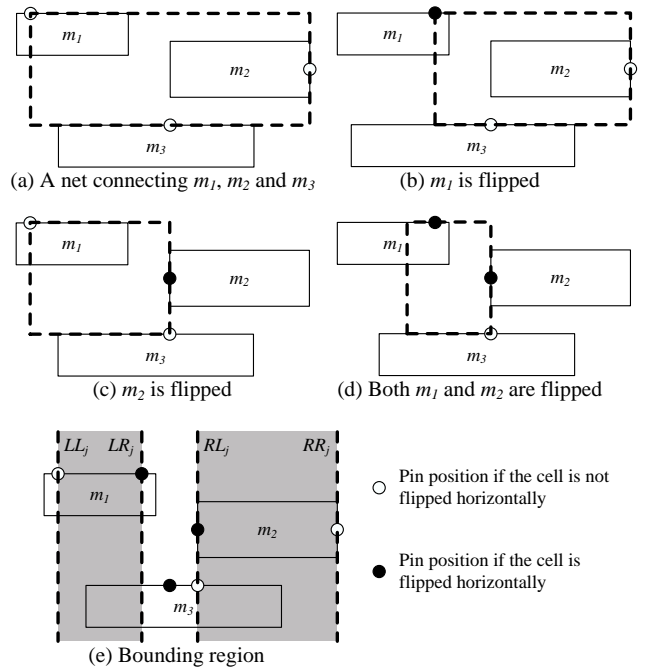 m₁
m₂
m₃
(a) A net connecting m₁, m₂ and m₃
m₁
m₂
m₃
(b) m₁ is flipped
m₁
m₂
m₃
(c) m₂ is flipped
m₁
m₂
m₃
(d) Both m₁ and m₂ are flipped
LLⱼ LRⱼ RLⱼ RRⱼ
m₁
m₂
m₃
(e) Bounding region
Pin position if the cell is not
flipped horizontally
Pin position if the cell is
flipped horizontally